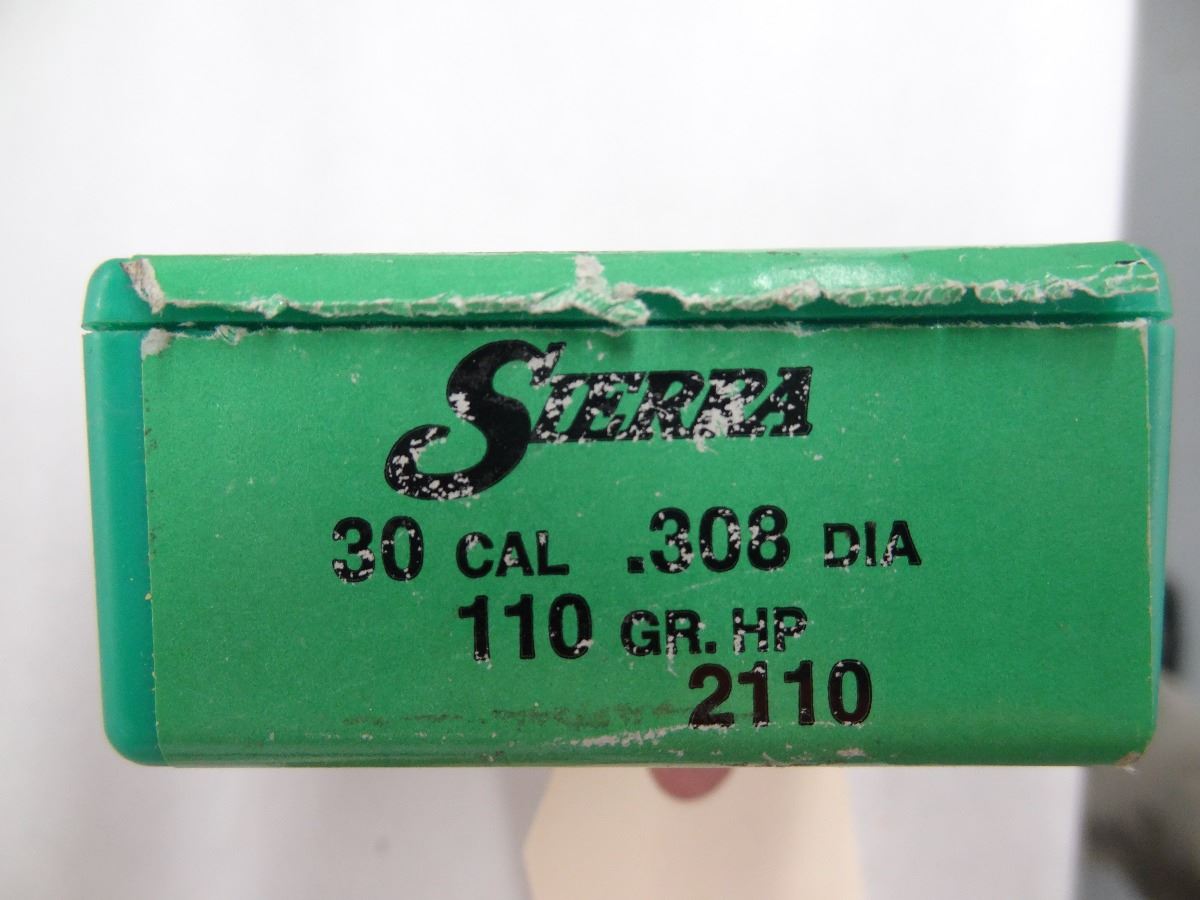 SIERRA
30 CAL .308 DIA
110 GR. HP
2110